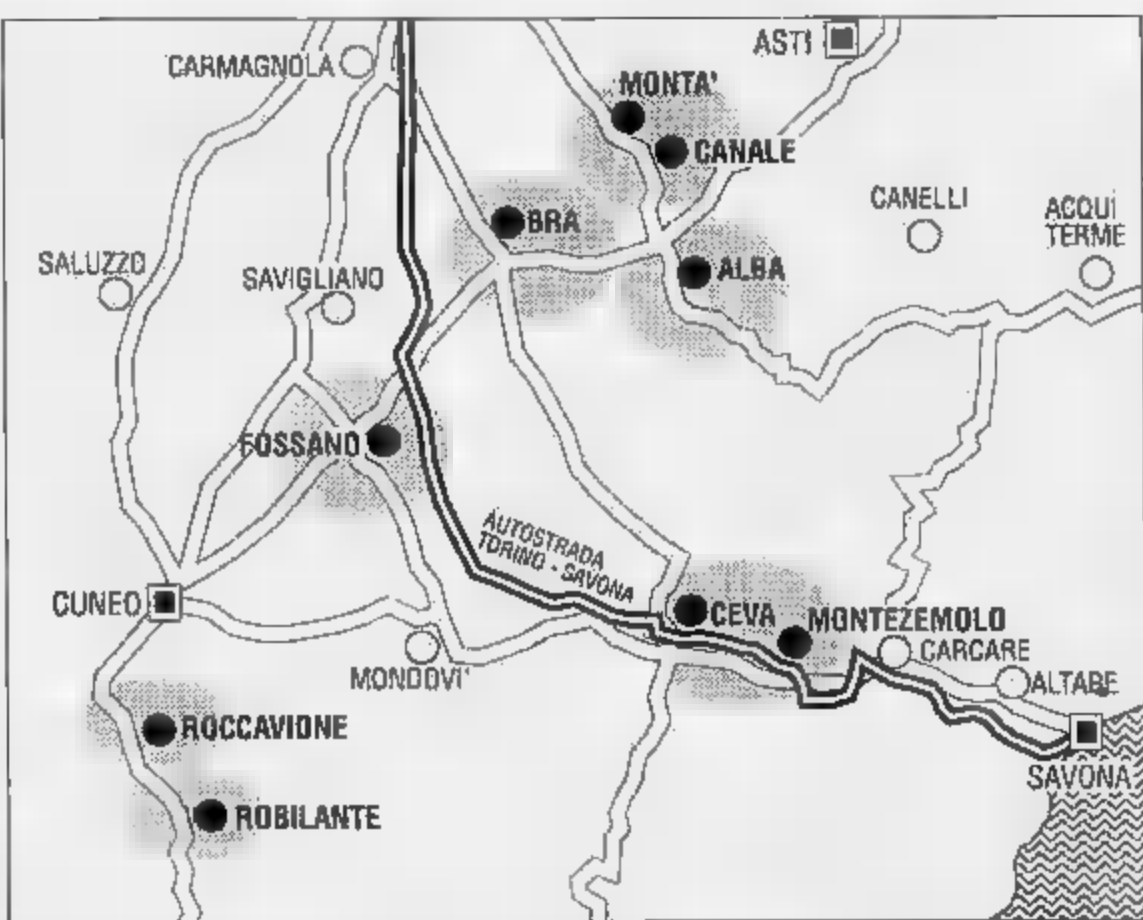 ASTI
CARMAGNOLA
MONTA'
CANALE
CANELLI
ACQUI
TERME
BRA
SALUZZO
SAVIGLIANO
ALBA
FOSSANO
AUTOSTRADA
TORINO - SAVONA
CUNEO
CEVA
MONTEZEMOLO
CARCARE
MONDOVI'
ALTARE
ROCCAVIONE
SAVONA
ROBILANTE